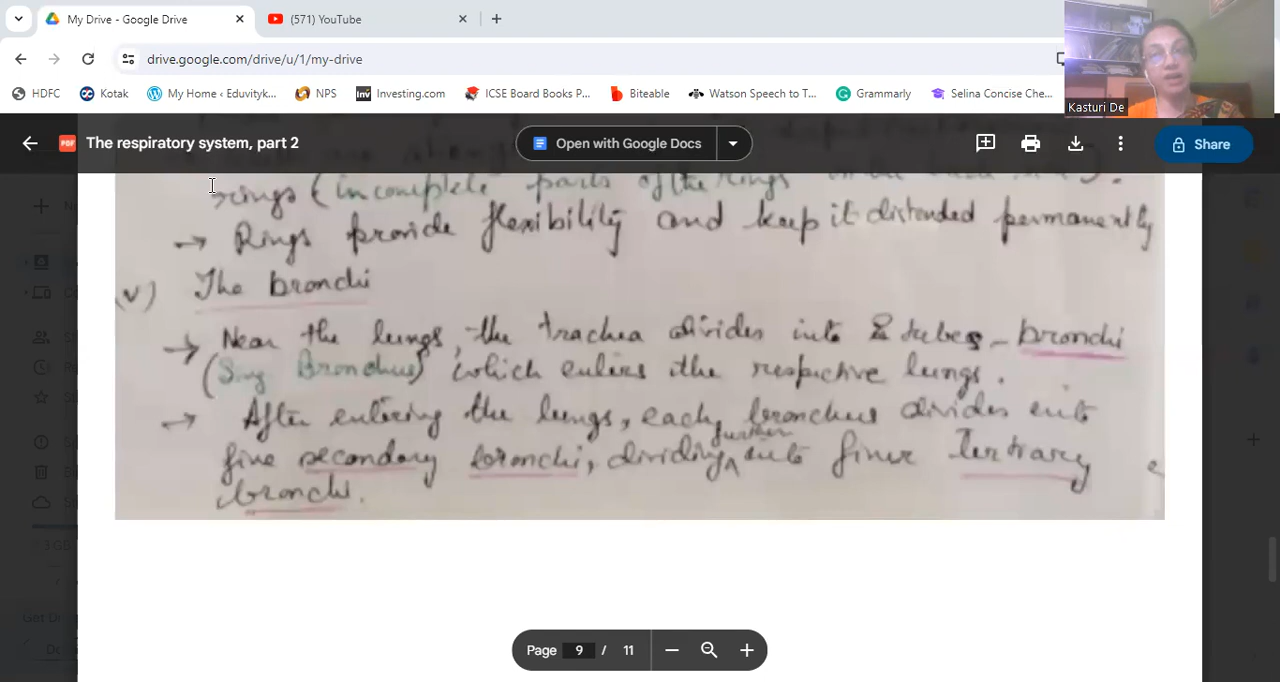 My Drive - Google Drive
(571) YouTube
drive.google.com/drive/u/1/my-drive
HDFC Kotak My Home ‹ Eduvityk... NPS Investing.com ICSE Board Books P... Biteable Watson Speech to T... Grammarly Selina Concise Che...
Kasturi De
The respiratory system, part 2
Open with Google Docs
Share
rings (incomplete parts of the rings
→ Rings provide flexibility and keep it distended permanently
(v) The bronchi
→ Near the lungs, the trachea divides into 2 tubes - bronchi
(Sing Bronchus) which enters the respective lungs.
→ After entering the lungs, each bronchus divides into
fine secondary bronchi, dividing further into finer Tertiary
bronchi.
Page 9 / 11